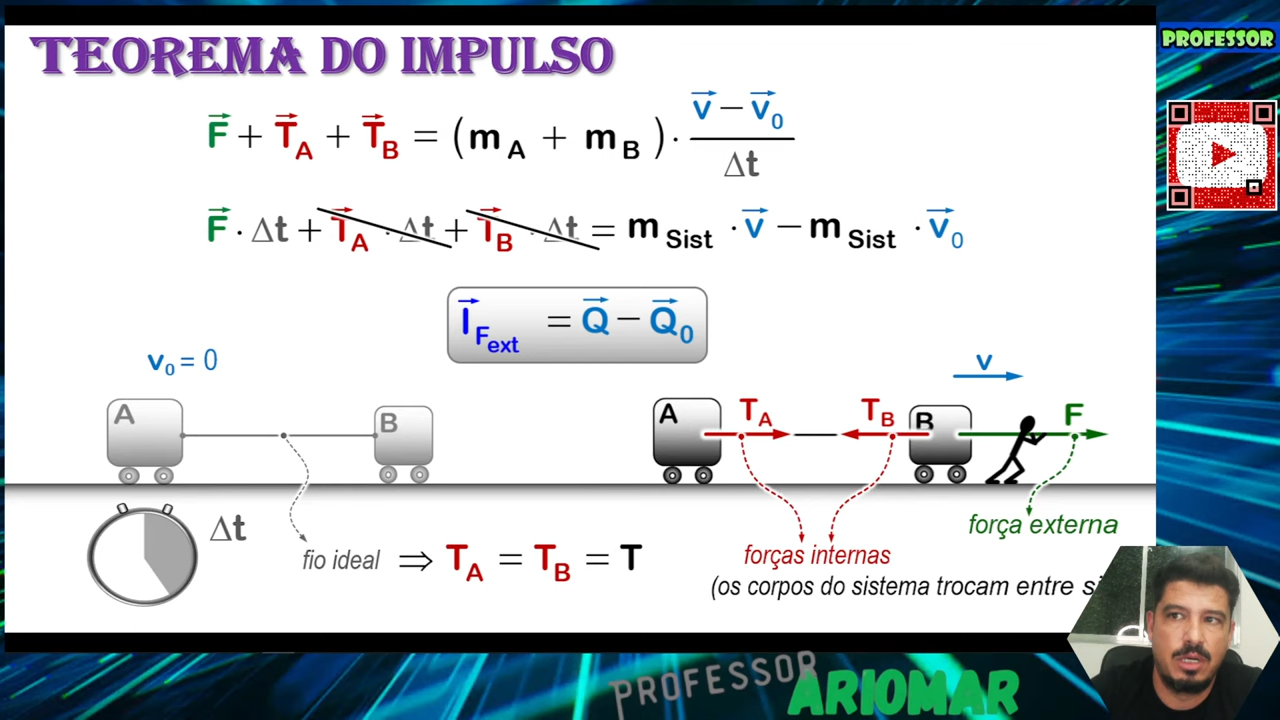 TEOREMA DO IMPULSO
PROFESSOR
F + T_A + T_B = (m_A + m_B) · (v − v_0) / Δt
F · Δt + T_A · Δt + T_B · Δt = m_Sist · v − m_Sist · v_0
I_Fext = Q − Q_0
v_0 = 0
v
A
B
A
T_A
T_B
B
F
Δt
força externa
fio ideal ⇒ T_A = T_B = T
forças internas
(os corpos do sistema trocam entre si
PROFESSOR
ARIOMAR